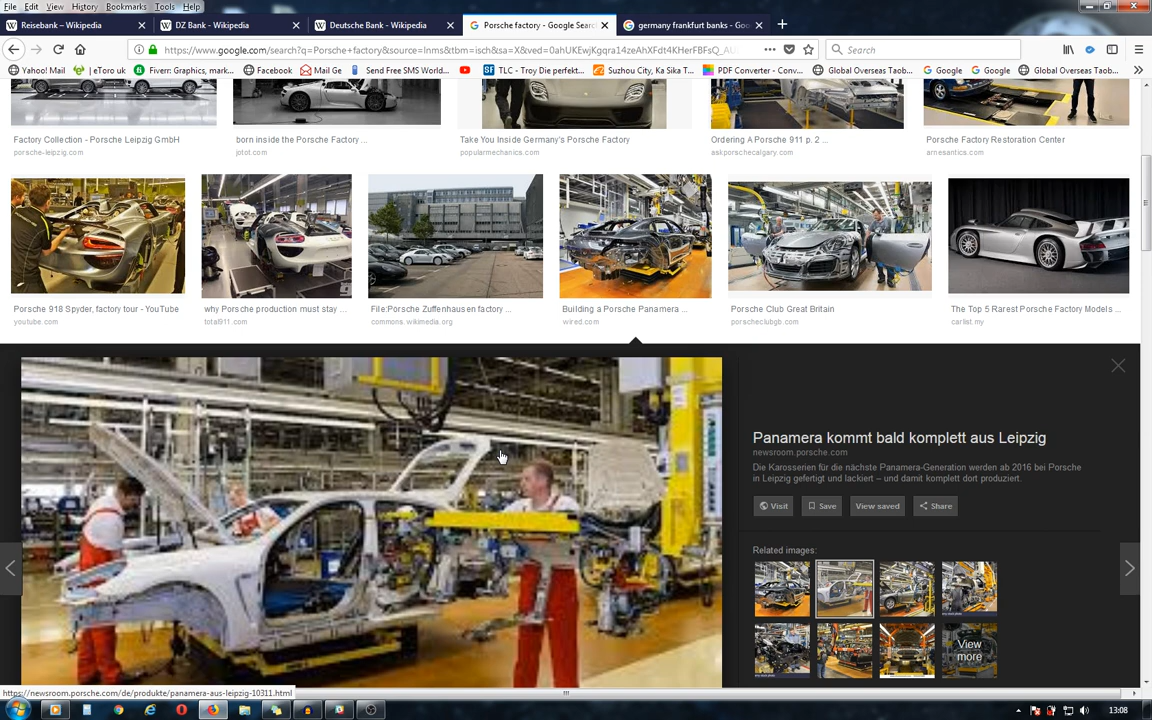 File Edit View History Bookmarks Tools Help
Reisebank – Wikipedia
DZ Bank - Wikipedia
Deutsche Bank - Wikipedia
Porsche factory - Google Searc
germany frankfurt banks - Goo
https://www.google.com/search?q=Porsche+factory&source=lnms&tbm=isch&sa=X&ved=0ahUKEwjKgqra14zeAhXFdt4KHerFBFsQ_AU
Search
Yahoo! Mail
| eToro uk
Fiverr: Graphics, mark...
Facebook
Mail Ge
Send Free SMS World...
TLC - Troy Die perfekt...
Suzhou City, Ka Sika T...
PDF Converter - Conv...
Global Overseas Taob...
Google
Google
Global Overseas Taob...
Factory Collection - Porsche Leipzig GmbH
porsche-leipzig.com
born inside the Porsche Factory ...
jotot.com
Take You Inside Germany's Porsche Factory
popularmechanics.com
Ordering A Porsche 911 p. 2 ...
askporschecalgary.com
Porsche Factory Restoration Center
arnesantics.com
Porsche 918 Spyder, factory tour - YouTube
youtube.com
why Porsche production must stay ...
total911.com
File:Porsche Zuffenhausen factory ...
commons.wikimedia.org
Building a Porsche Panamera ...
wired.com
Porsche Club Great Britain
porscheclubgb.com
The Top 5 Rarest Porsche Factory Models ...
carlist.my
Panamera kommt bald komplett aus Leipzig
newsroom.porsche.com
Die Karosserien für die nächste Panamera-Generation werden ab 2016 bei Porsche
in Leipzig gefertigt und lackiert – und damit komplett dort produziert.
Visit
Save
View saved
Share
Related images:
View
more
https://newsroom.porsche.com/de/produkte/panamera-aus-leipzig-10311.html
13:08